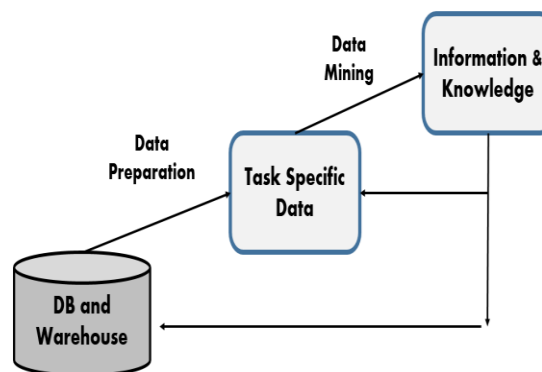 Data
Mining
Information &
Knowledge
Data
Preparation
Task Specific
Data
DB and
Warehouse